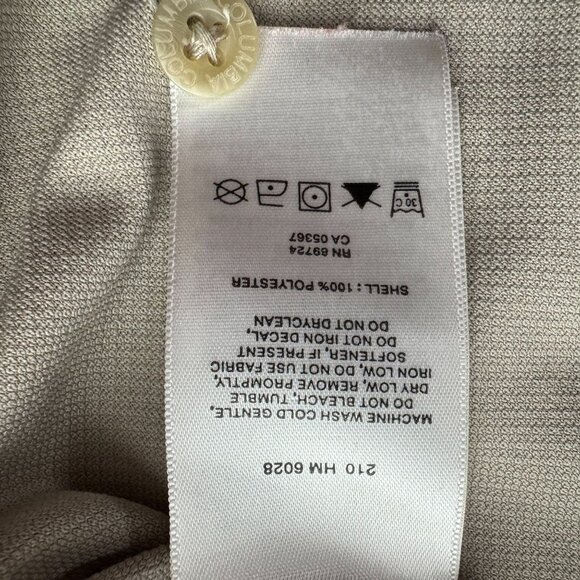 210 HM 6028
MACHINE WASH COLD GENTLE,
DO NOT BLEACH, TUMBLE
DRY LOW, REMOVE PROMPTLY,
IRON LOW, DO NOT USE FABRIC
SOFTENER, IF PRESENT
DO NOT IRON DECAL,
DO NOT DRYCLEAN
SHELL: 100% POLYESTER
RN 69724
CA 05367
30 C
COLUMBIA
COLUMBIA